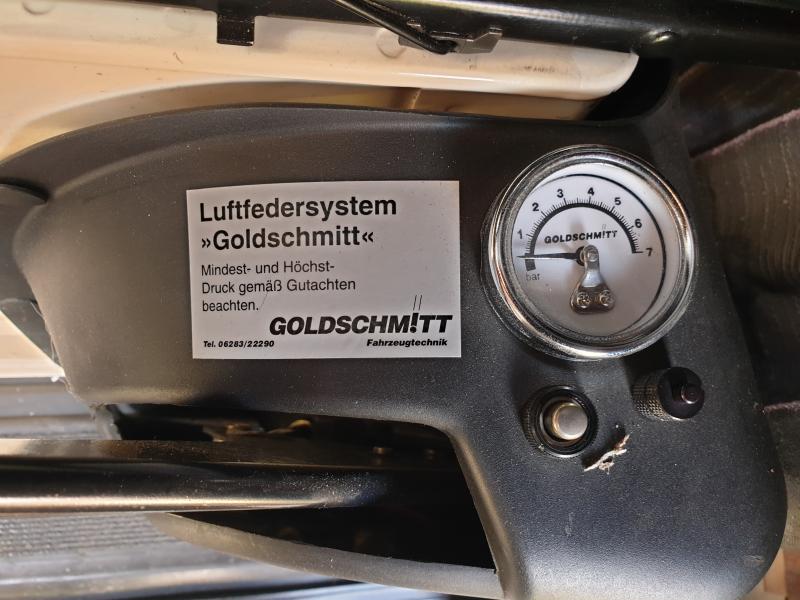 Luftfedersystem
»Goldschmitt«
Mindest- und Höchst-
Druck gemäß Gutachten
beachten.
GOLDSCHM!TT
Tel. 06283/22290 Fahrzeugtechnik
1 2 3 4 5 6 7
GOLDSCHM!TT
bar